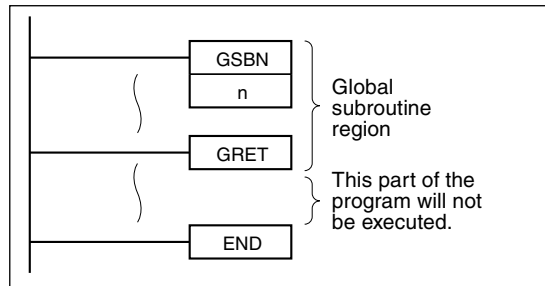 GSBN
n
Global
subroutine
region
GRET
This part of the
program will not
be executed.
END